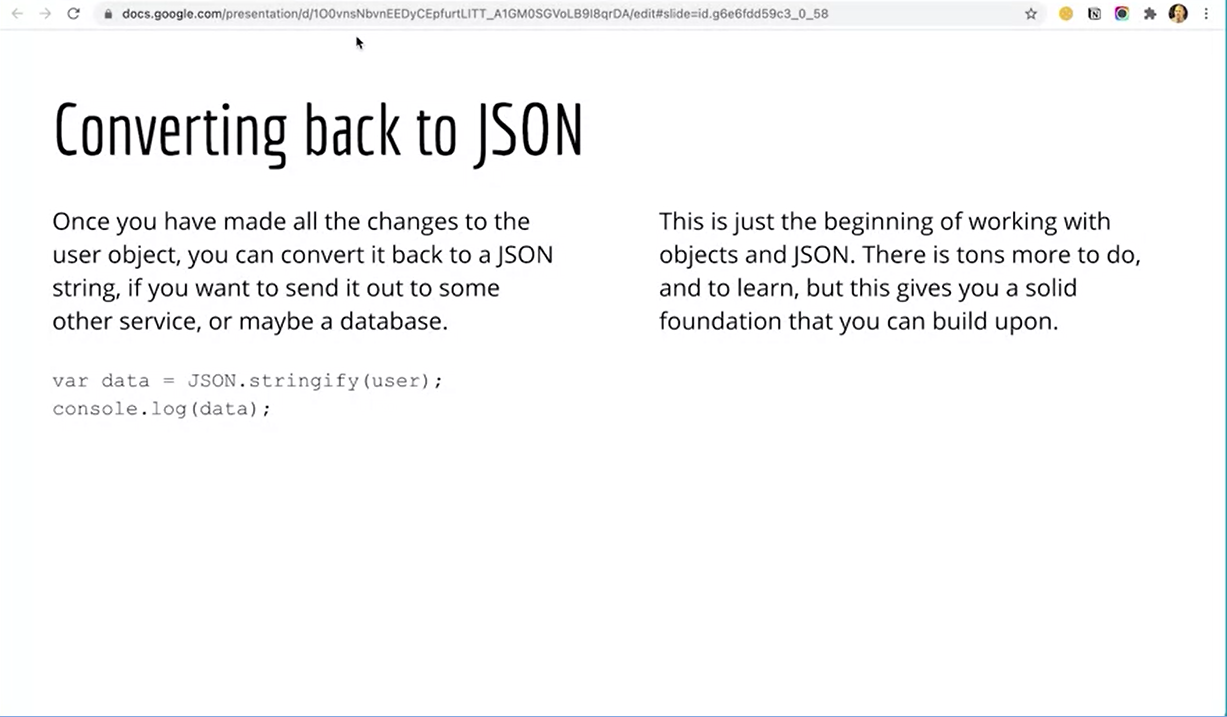 docs.google.com/presentation/d/1O0vnsNbvnEEDyCEpfurtLITT_A1GM0SGVoLB9I8qrDA/edit#slide=id.g6e6fdd59c3_0_58
Converting back to JSON
Once you have made all the changes to the
user object, you can convert it back to a JSON
string, if you want to send it out to some
other service, or maybe a database.
var data = JSON.stringify(user);
console.log(data);
This is just the beginning of working with
objects and JSON. There is tons more to do,
and to learn, but this gives you a solid
foundation that you can build upon.